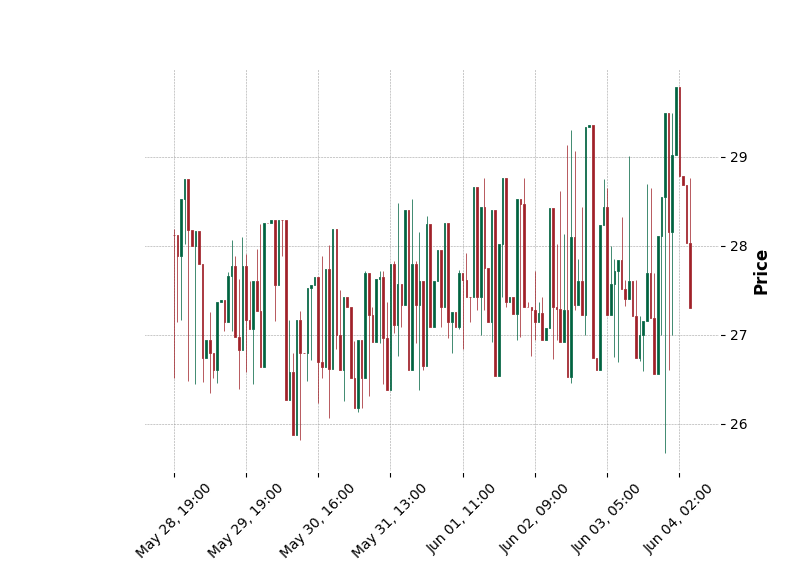 29
28
27
26
Price
May 28, 19:00
May 29, 19:00
May 30, 16:00
May 31, 13:00
Jun 01, 11:00
Jun 02, 09:00
Jun 03, 05:00
Jun 04, 02:00